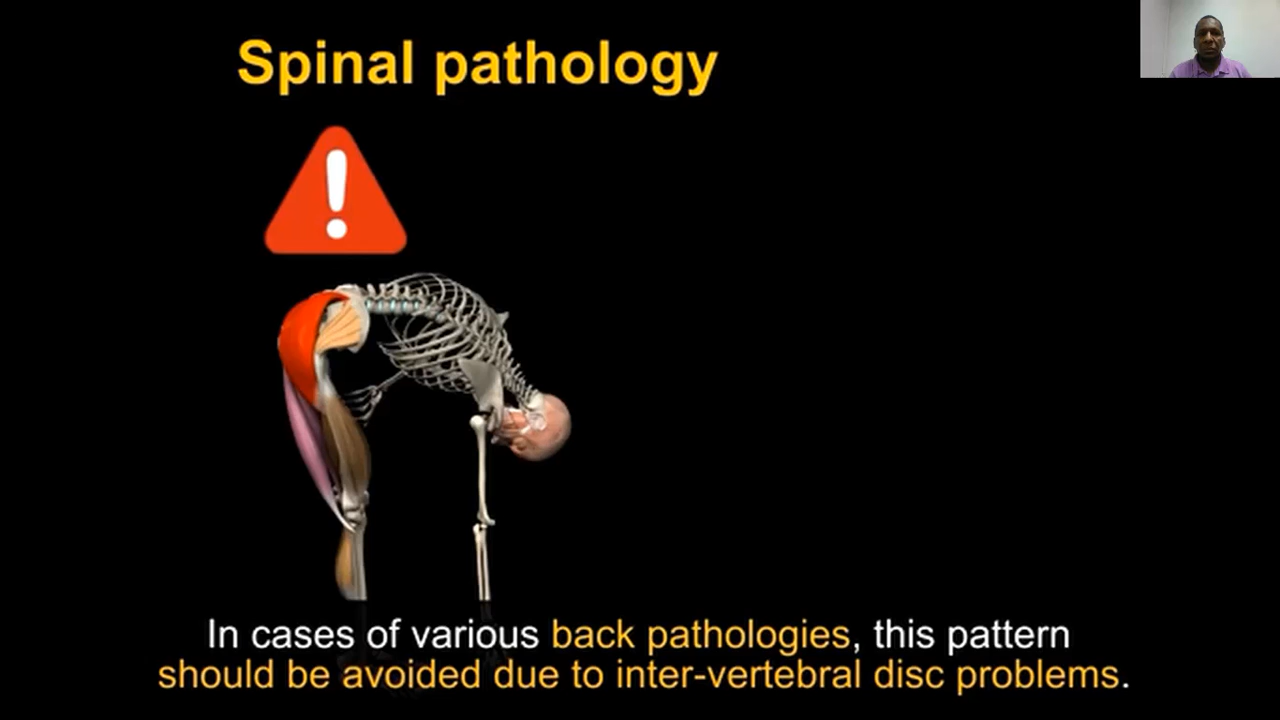 Spinal pathology
In cases of various back pathologies, this pattern
should be avoided due to inter-vertebral disc problems.